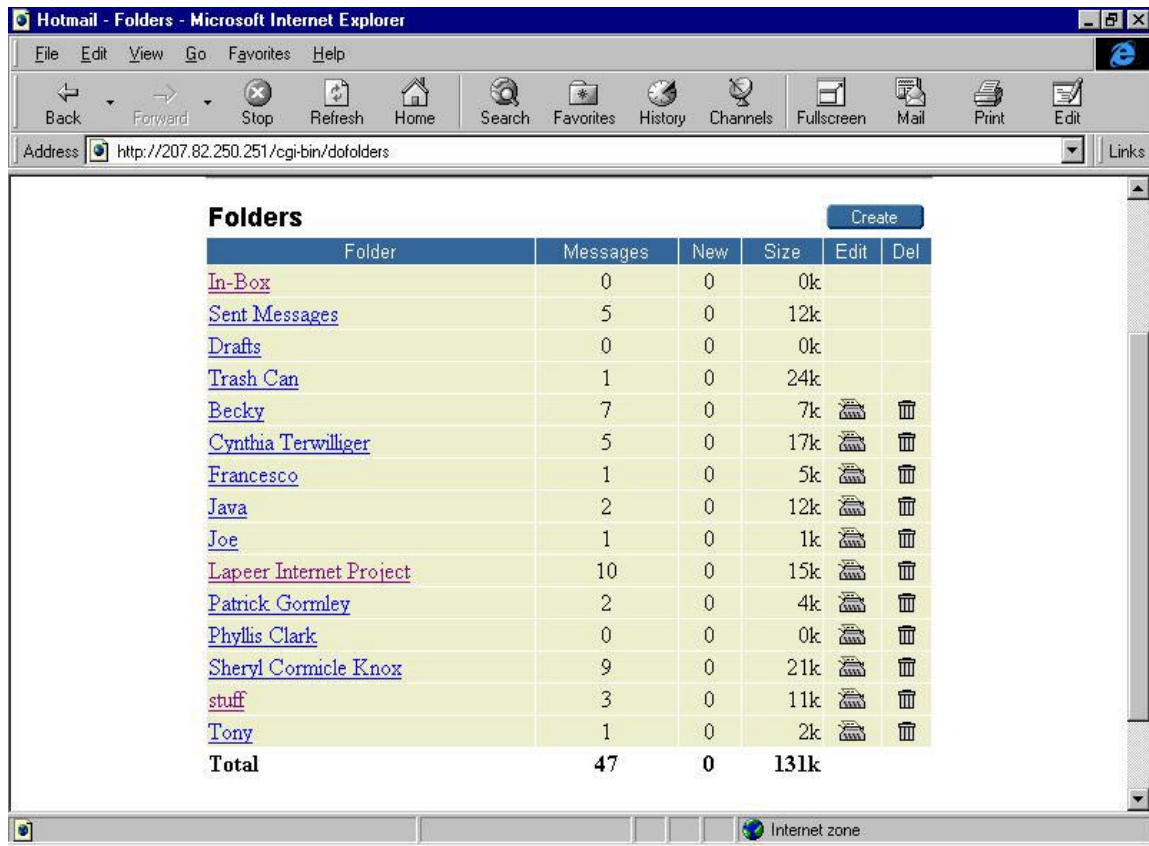 Hotmail - Folders - Microsoft Internet Explorer
File Edit View Go Favorites Help
Back Forward Stop Refresh Home Search Favorites History Channels Fullscreen Mail Print Edit
Address http://207.82.250.251/cgi-bin/dofolders Links
Folders Create
Folder Messages New Size Edit Del
In-Box 0 0 0k
Sent Messages 5 0 12k
Drafts 0 0 0k
Trash Can 1 0 24k
Becky 7 0 7k
Cynthia Terwilliger 5 0 17k
Francesco 1 0 5k
Java 2 0 12k
Joe 1 0 1k
Lapeer Internet Project 10 0 15k
Patrick Gormley 2 0 4k
Phyllis Clark 0 0 0k
Sheryl Cormicle Knox 9 0 21k
stuff 3 0 11k
Tony 1 0 2k
Total 47 0 131k
Internet zone